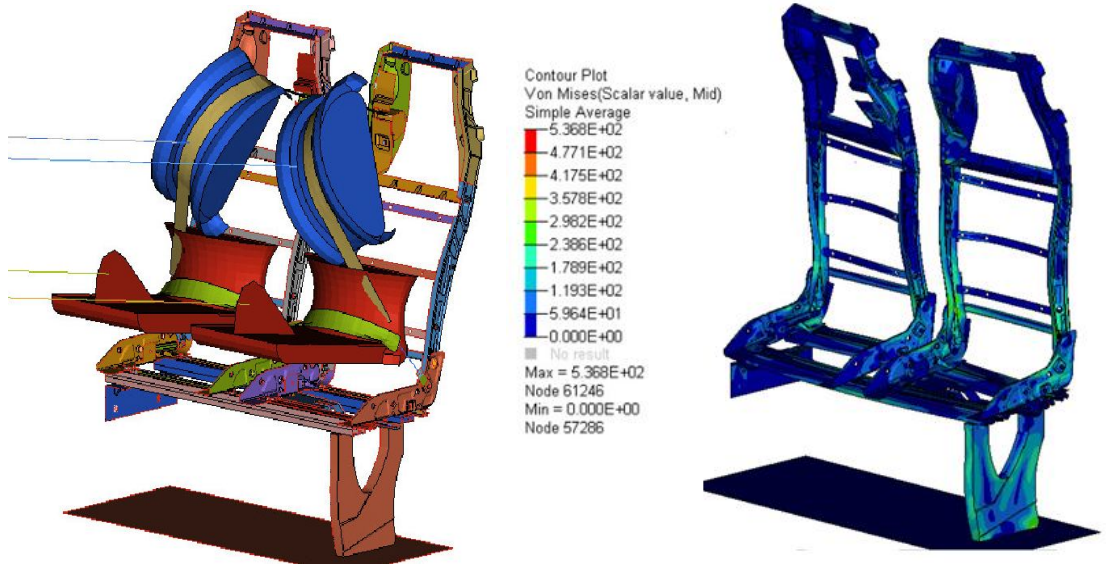 Contour Plot
Von Mises(Scalar value, Mid)
Simple Average
5.368E+02
4.771E+02
4.175E+02
3.578E+02
2.982E+02
2.386E+02
1.789E+02
1.193E+02
5.964E+01
0.000E+00
No result
Max = 5.368E+02
Node 61246
Min = 0.000E+00
Node 57286